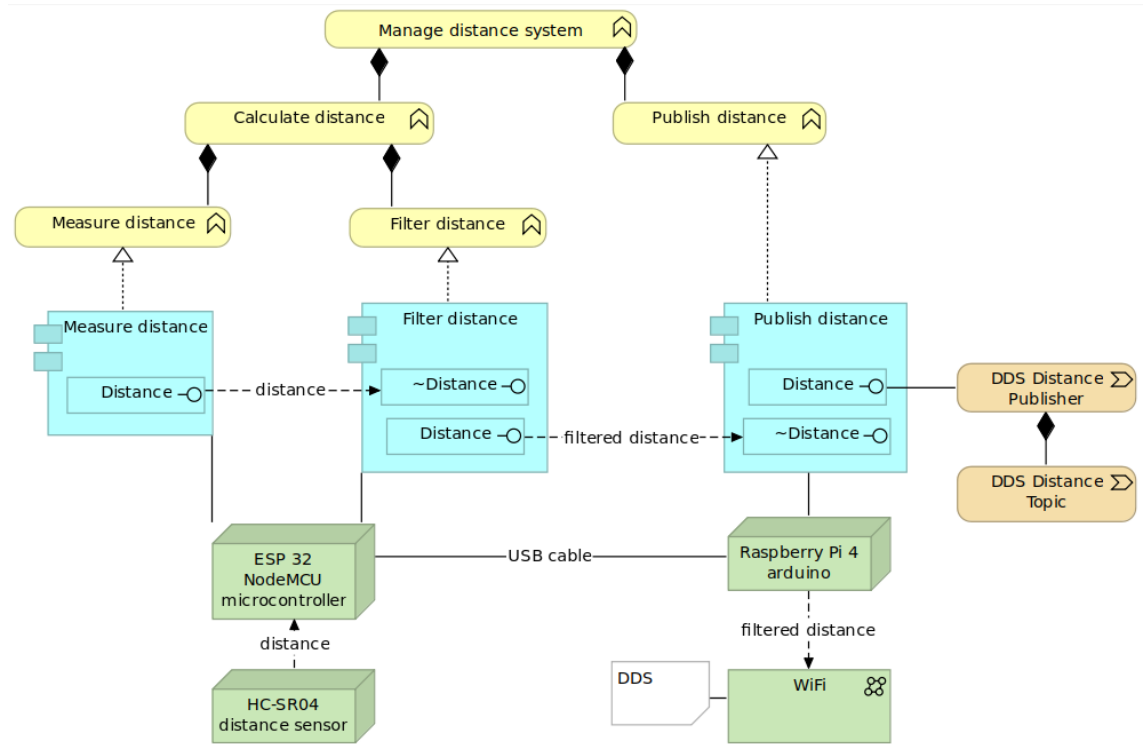 Manage distance system
Calculate distance
Publish distance
Measure distance
Filter distance
Measure distance
Distance
distance
Filter distance
~Distance
Distance
filtered distance
Publish distance
Distance
~Distance
DDS Distance
Publisher
DDS Distance
Topic
ESP 32
NodeMCU
microcontroller
USB cable
Raspberry Pi 4
arduino
distance
filtered distance
HC-SR04
distance sensor
DDS
WiFi